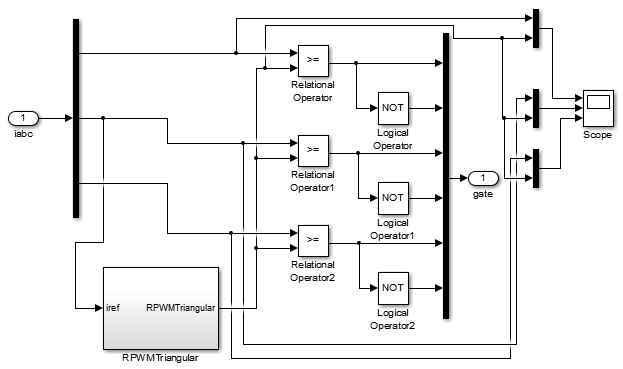 >=
Relational
Operator
NOT
Logical
Operator
Scope
1
iabc
>=
Relational
Operator1
NOT
Logical
Operator1
1
gate
>=
Relational
Operator2
NOT
Logical
Operator2
iref
RPWMTriangular
RPWMTriangular